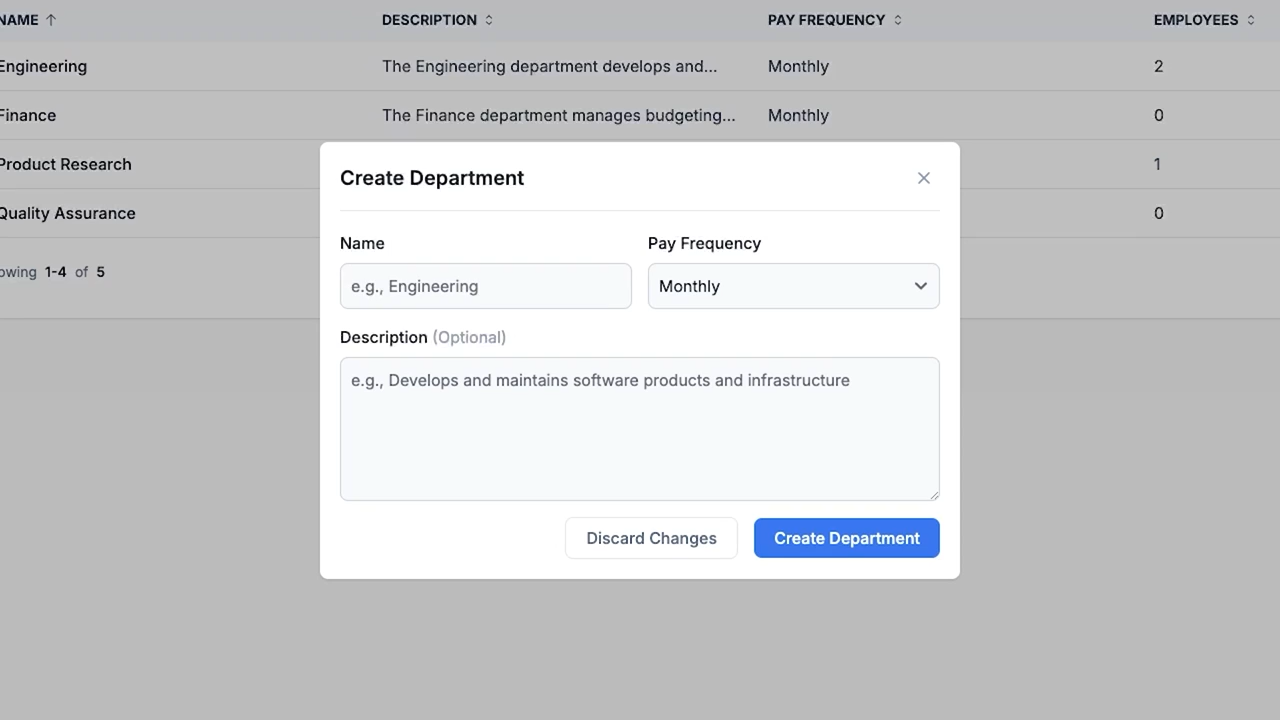 NAME DESCRIPTION PAY FREQUENCY EMPLOYEES
Engineering The Engineering department develops and... Monthly 2
Finance The Finance department manages budgeting... Monthly 0
Product Research 1
Quality Assurance 0
1-4 of 5
Create Department
Name Pay Frequency
e.g., Engineering Monthly
Description (Optional)
e.g., Develops and maintains software products and infrastructure
Discard Changes Create Department